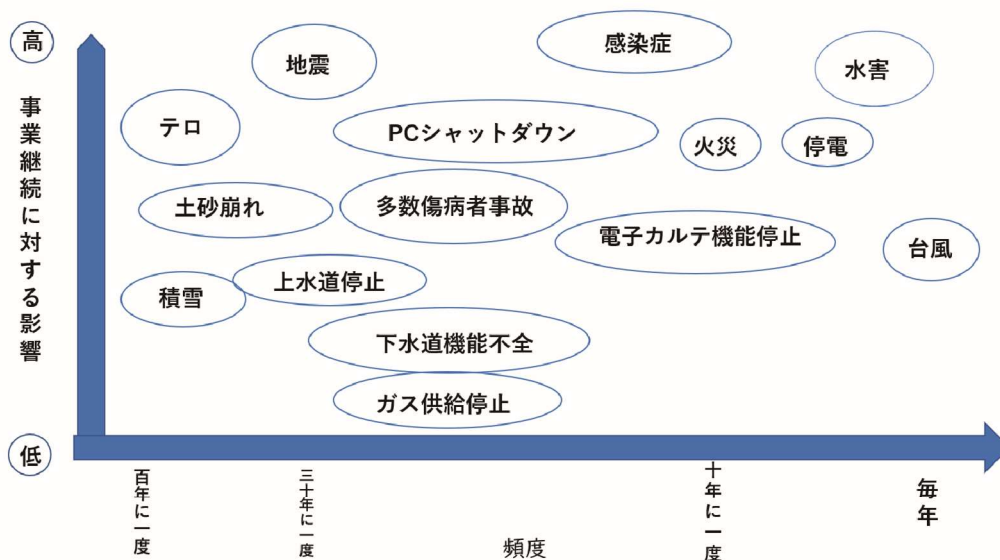 高
事業継続に対する影響
低
感染症
地震
水害
テロ
PCシャットダウン
火災
停電
土砂崩れ
多数傷病者事故
電子カルテ機能停止
台風
積雪
上水道停止
下水道機能不全
ガス供給停止
百年に一度
三十年に一度
十年に一度
毎年
頻度